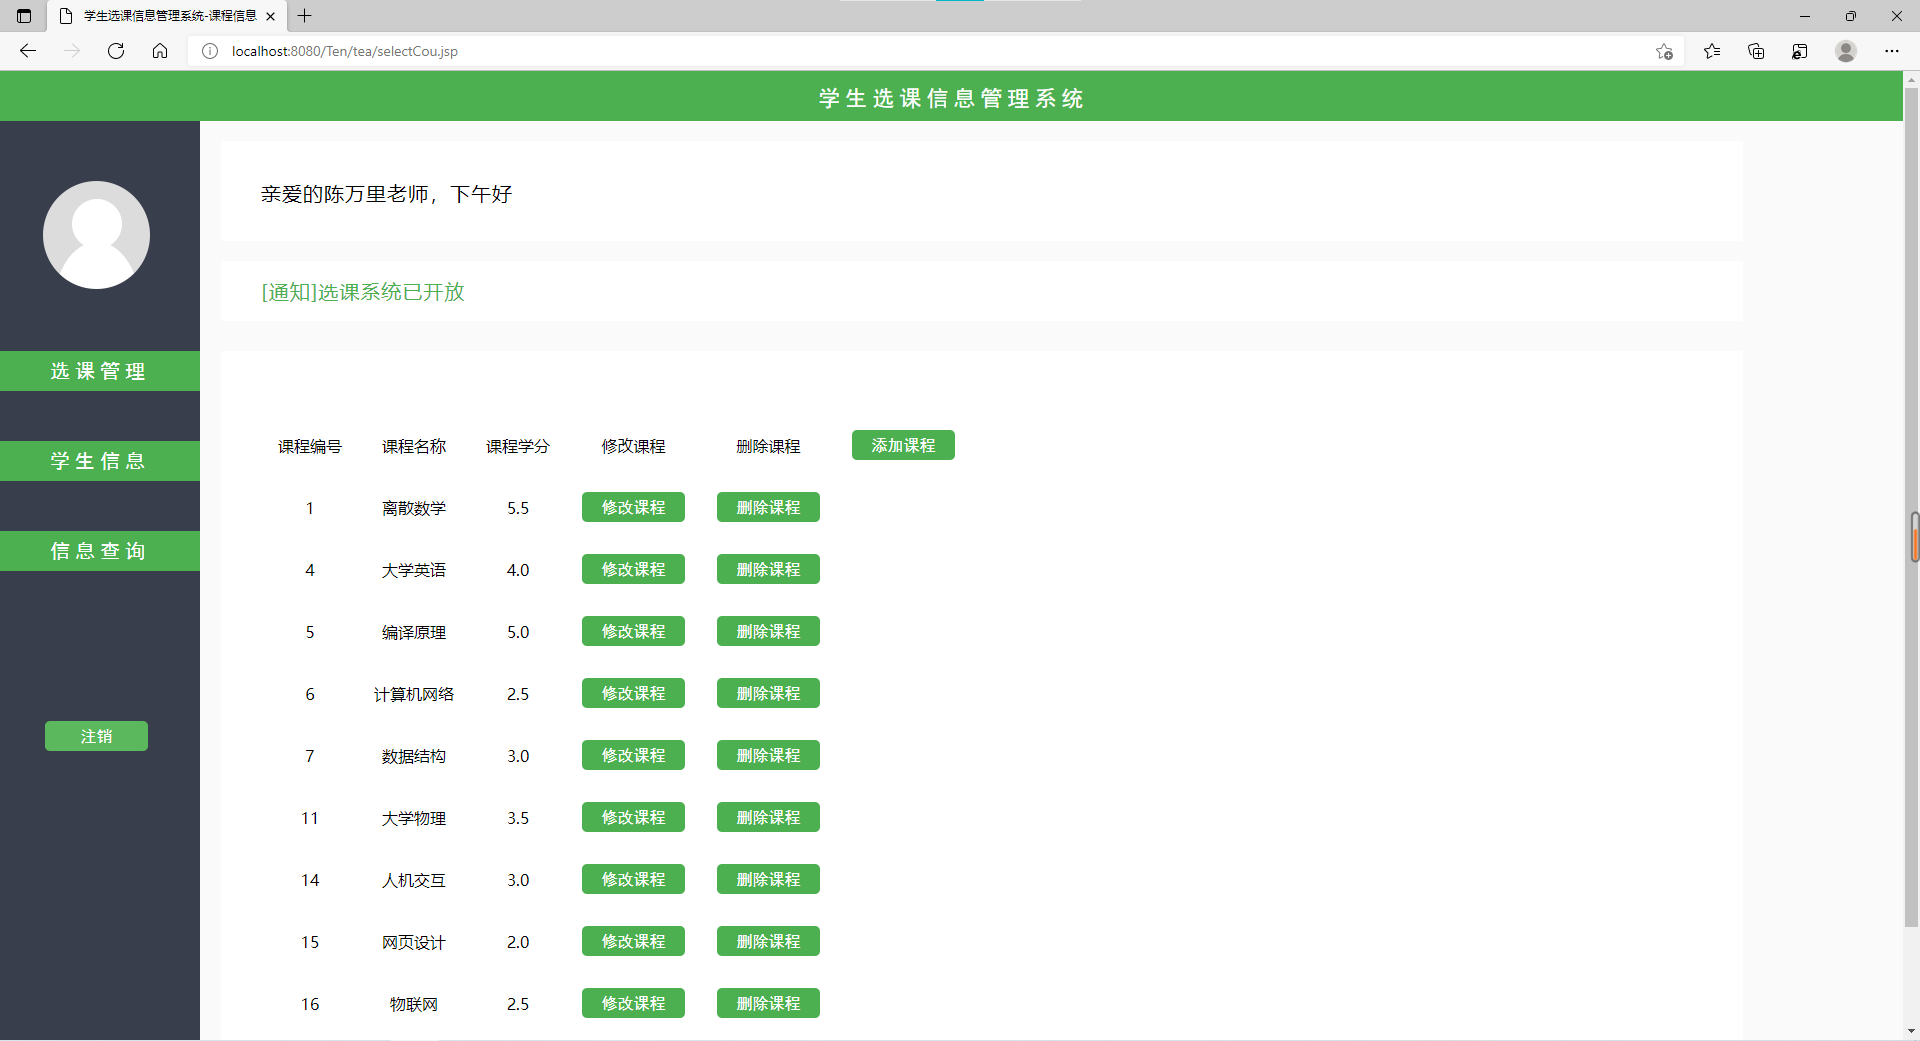 学生选课信息管理系统-课程信息
localhost:8080/Ten/tea/selectCou.jsp
学生选课信息管理系统
亲爱的陈万里老师，下午好
[通知]选课系统已开放
选课管理
学生信息
信息查询
注销
课程编号 课程名称 课程学分 修改课程 删除课程 添加课程
1 离散数学 5.5 修改课程 删除课程
4 大学英语 4.0 修改课程 删除课程
5 编译原理 5.0 修改课程 删除课程
6 计算机网络 2.5 修改课程 删除课程
7 数据结构 3.0 修改课程 删除课程
11 大学物理 3.5 修改课程 删除课程
14 人机交互 3.0 修改课程 删除课程
15 网页设计 2.0 修改课程 删除课程
16 物联网 2.5 修改课程 删除课程